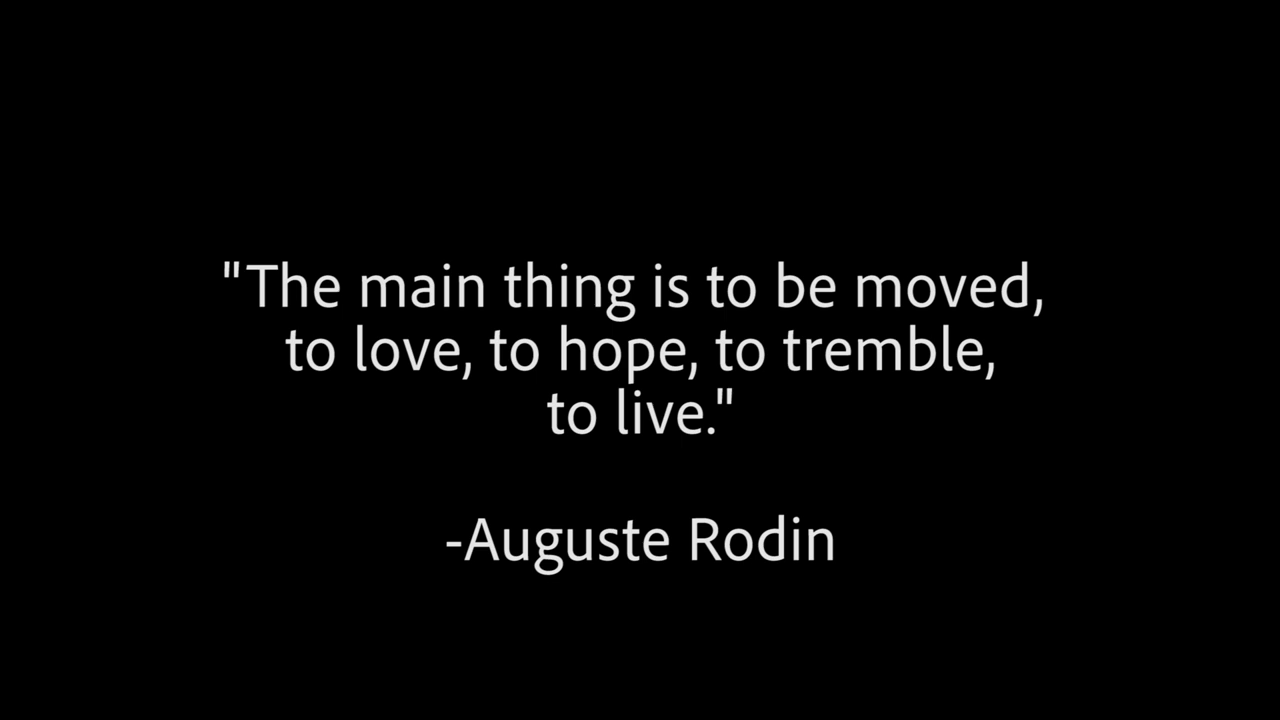 "The main thing is to be moved,
to love, to hope, to tremble,
to live."
-Auguste Rodin